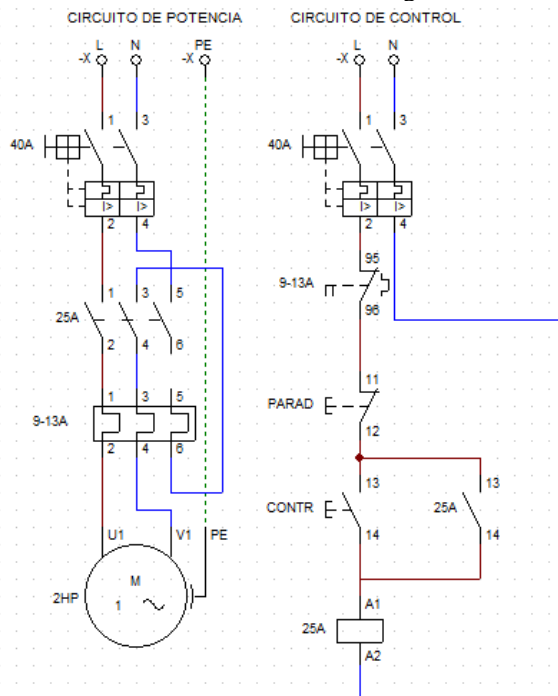 CIRCUITO DE POTENCIA
CIRCUITO DE CONTROL
L N PE
-X -X
L N
-X
1 3
40A
I> I>
2 4
1 3
40A
I> I>
2 4
1 3 5
25A
2 4 6
1 3 5
9-13A
2 4 6
U1 V1 PE
M
1
2HP
95
9-13A
96
11
PARAD
12
13
CONTR
14
13
25A
14
A1
25A
A2